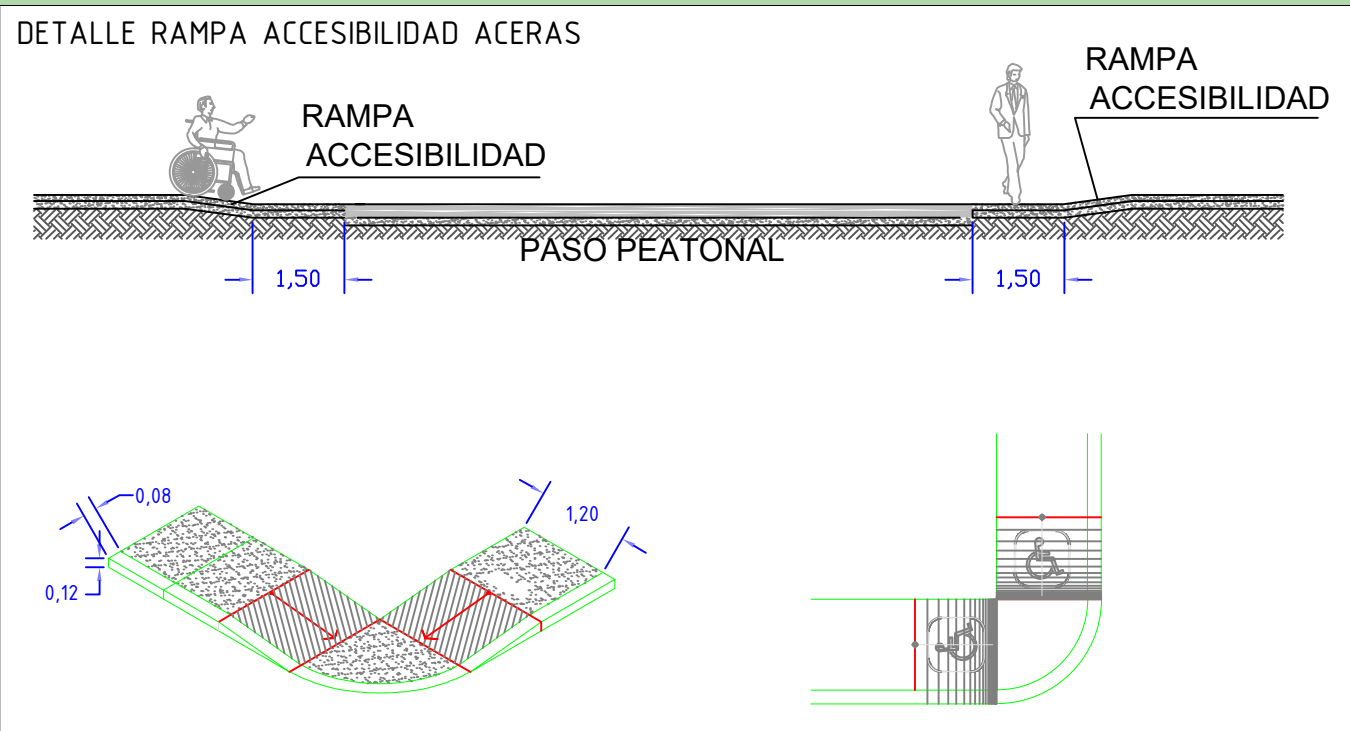 DETALLE RAMPA ACCESIBILIDAD ACERAS
RAMPA
ACCESIBILIDAD
RAMPA
ACCESIBILIDAD
PASO PEATONAL
1,50
1,50
0,08
1,20
0,12